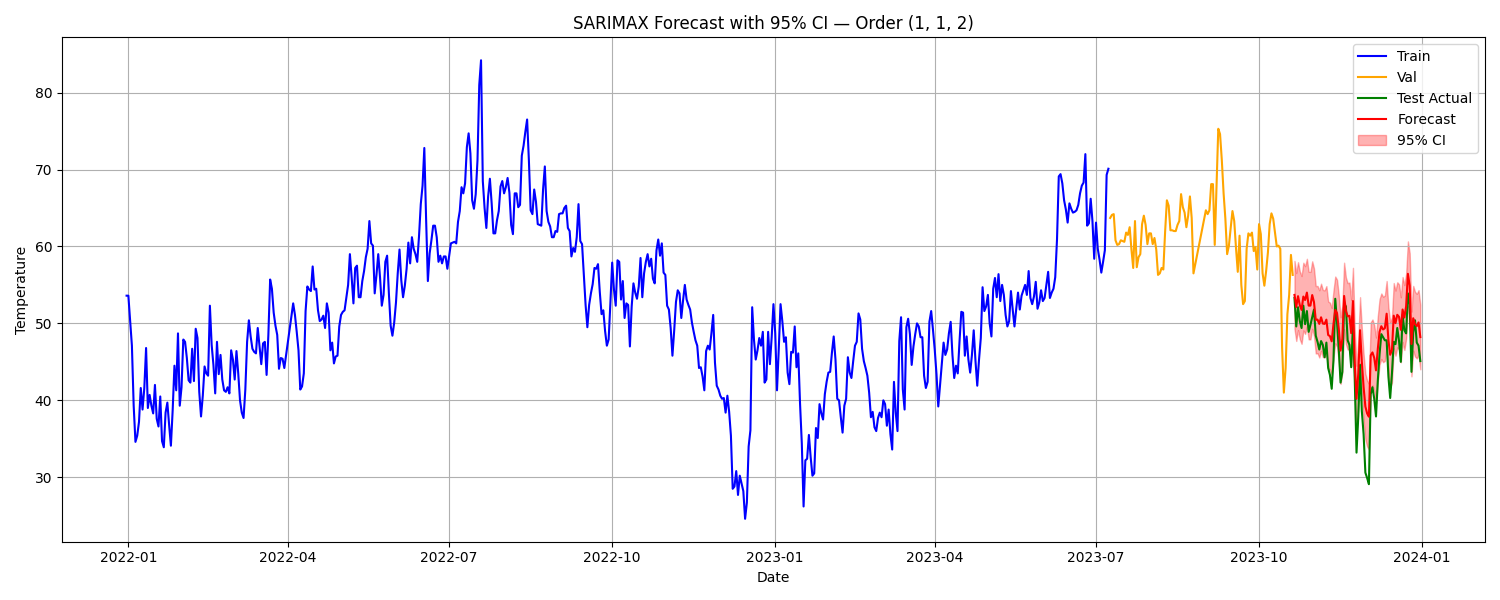 SARIMAX Forecast with 95% CI — Order (1, 1, 2)
Train
Val
Test Actual
Forecast
95% CI
Temperature
80
70
60
50
40
30
2022-01
2022-04
2022-07
2022-10
2023-01
2023-04
2023-07
2023-10
2024-01
Date